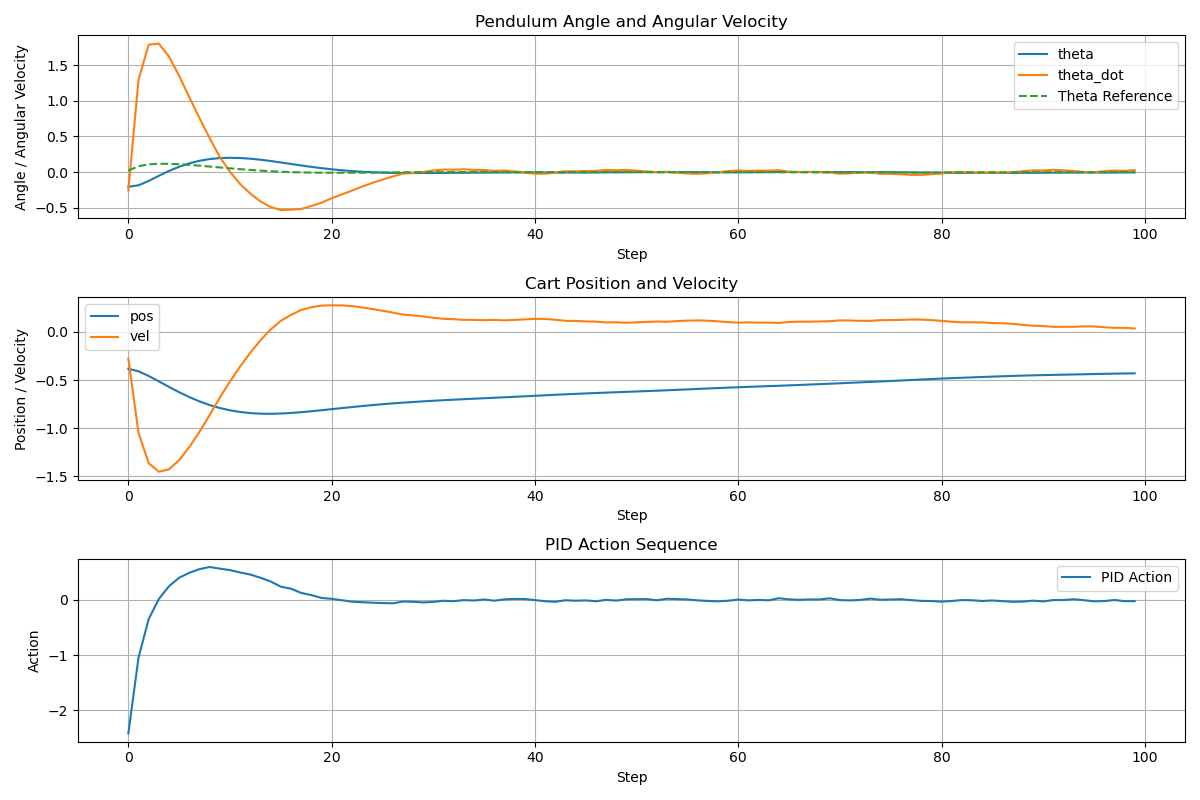 Pendulum Angle and Angular Velocity
Angle / Angular Velocity
1.5
1.0
0.5
0.0
−0.5
theta
theta_dot
Theta Reference
0 20 40 60 80 100
Step
Cart Position and Velocity
Position / Velocity
0.0
−0.5
−1.0
−1.5
pos
vel
0 20 40 60 80 100
Step
PID Action Sequence
Action
0
−1
−2
PID Action
0 20 40 60 80 100
Step